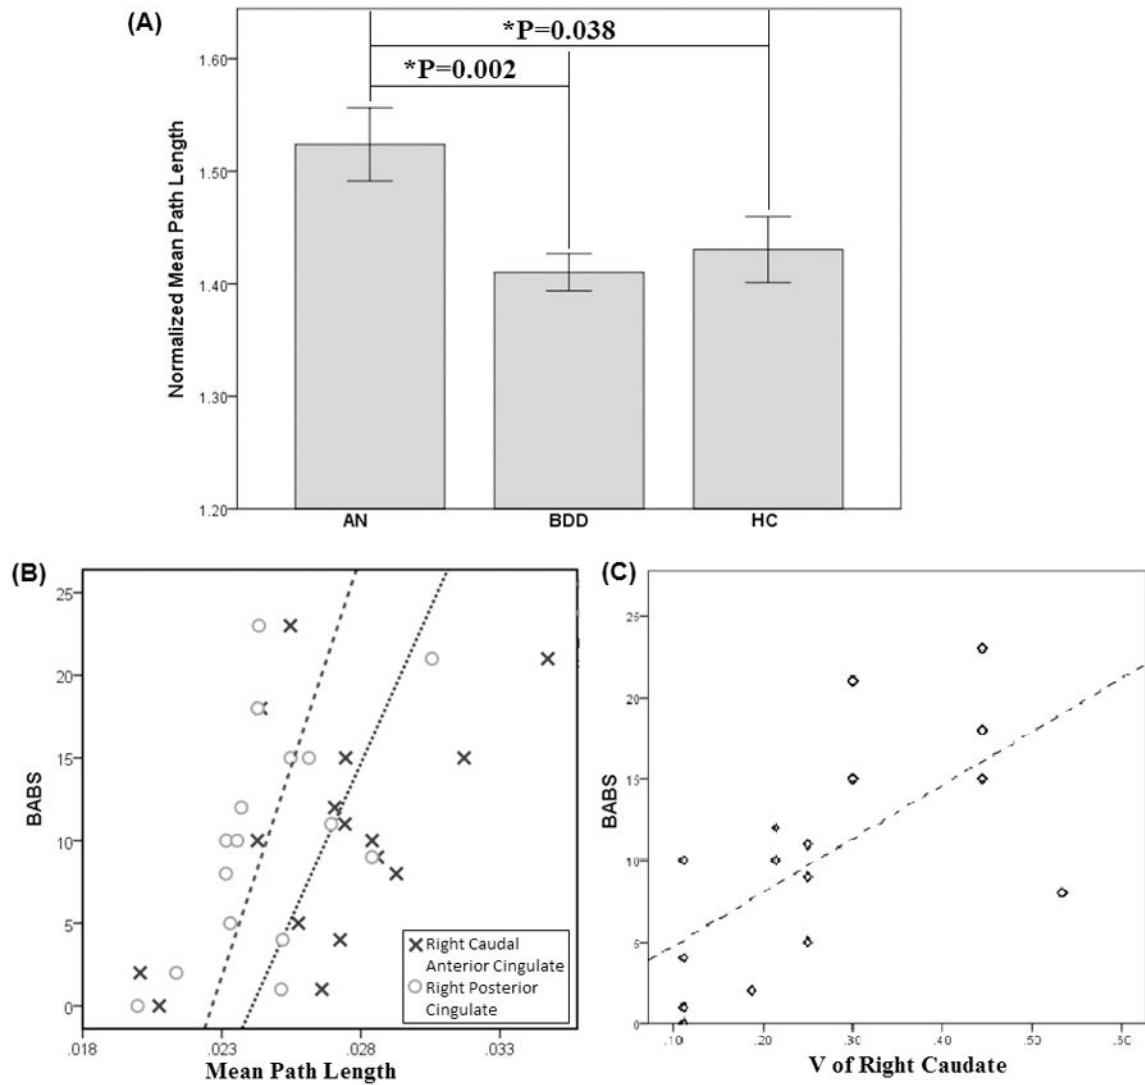 (A)
*P=0.038
*P=0.002
Normalized Mean Path Length
1.60
1.50
1.40
1.30
1.20
AN BDD HC
(B)
BABS
25
20
15
10
5
0
Right Caudal
Anterior Cingulate
Right Posterior
Cingulate
.018 .023 .028 .033
Mean Path Length
(C)
BABS
25
20
15
10
5
0
.10 .20 .30 .40 .50
V of Right Caudate